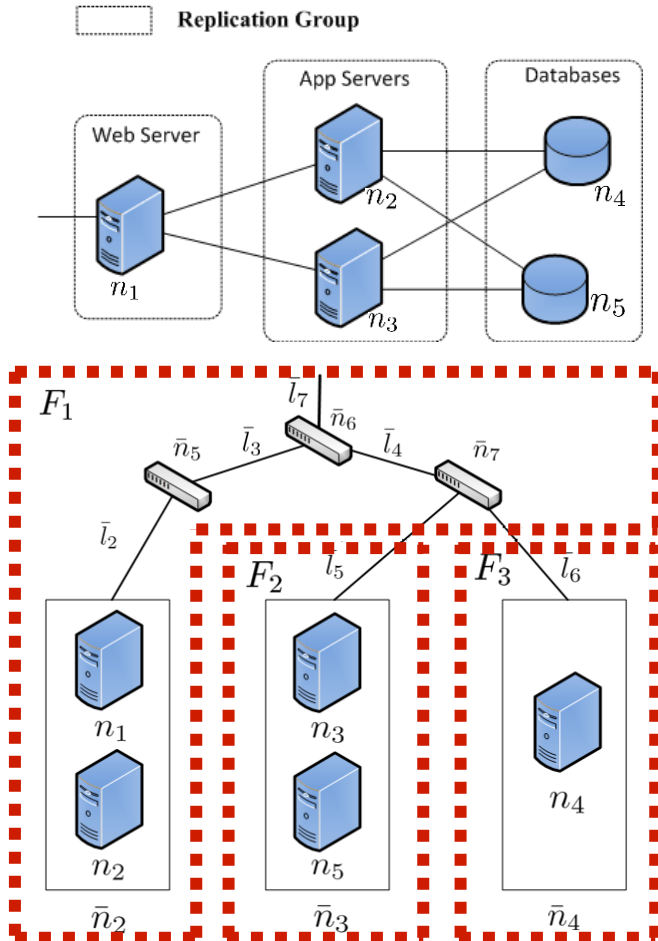 Replication Group
App Servers
Databases
Web Server
n₂
n₄
n₁
n₃
n₅
F₁
l̄₇
n̄₆
n̄₅
l̄₃
l̄₄
n̄₇
l̄₂
F₂
l̄₅
F₃
l̄₆
n₁
n₃
n₄
n₂
n₅
n̄₂
n̄₃
n̄₄